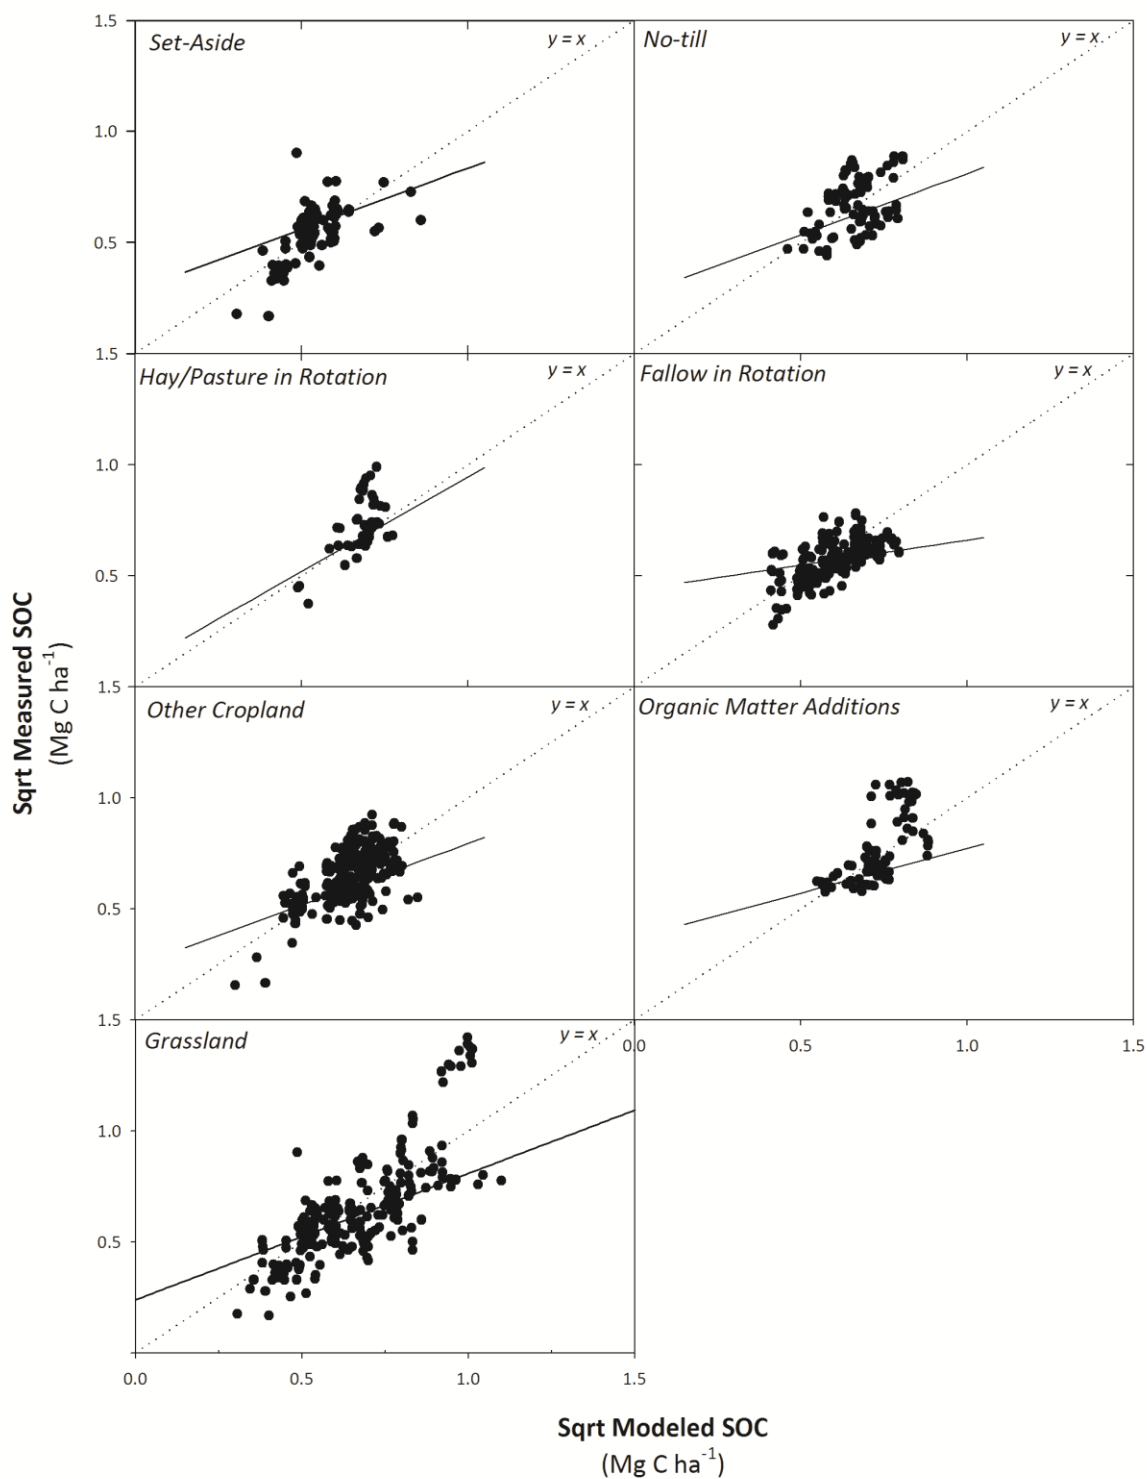 1.5
Set-Aside
y = x
No-till
y = x
1.0
0.5
1.5
Hay/Pasture in Rotation
y = x
Fallow in Rotation
y = x
1.0
0.5
Sqrt Measured SOC
(Mg C ha⁻¹)
1.5
Other Cropland
y = x
Organic Matter Additions
y = x
1.0
0.5
1.5
Grassland
y = x
0.0
0.5
1.0
1.5
1.0
0.5
0.0
0.5
1.0
1.5
Sqrt Modeled SOC
(Mg C ha⁻¹)